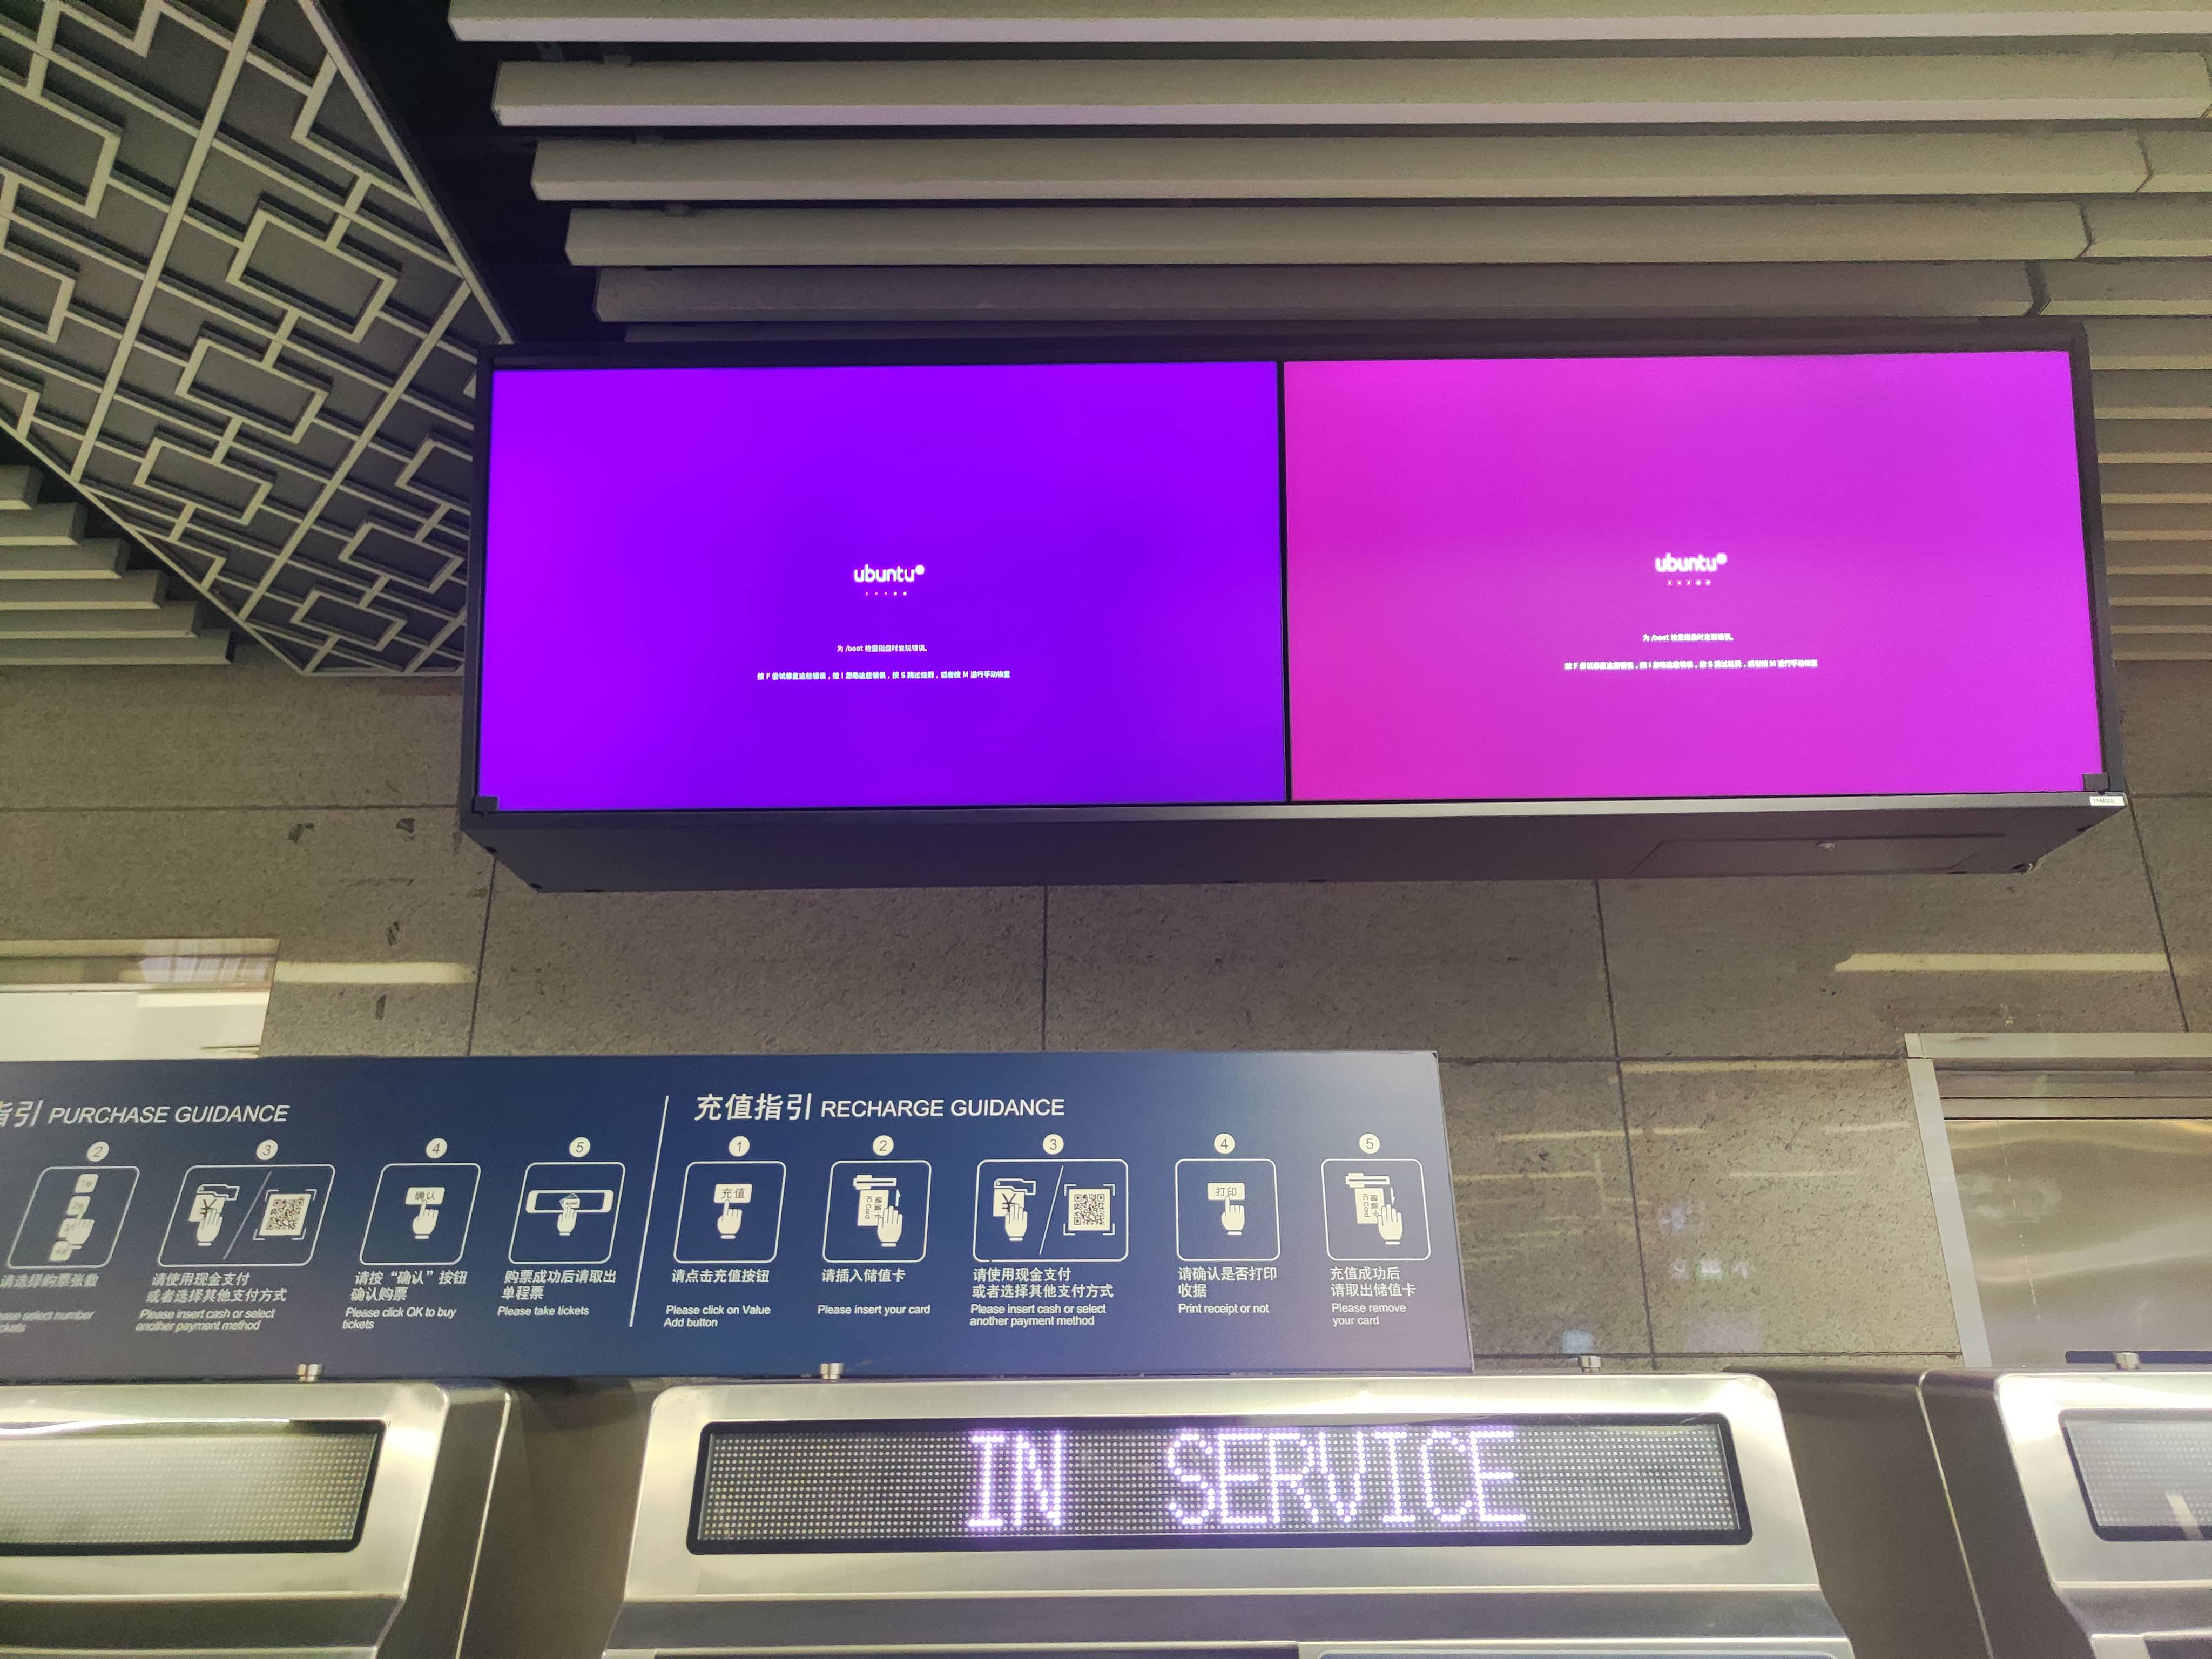 ubuntu
为 /boot 检查磁盘时发现错误。
按 F 尝试修复这些错误，按 I 忽略这些错误，按 S 跳过挂载，或者按 M 进行手动恢复
ubuntu
为 /boot 检查磁盘时发现错误。
按 F 尝试修复这些错误，按 I 忽略这些错误，按 S 跳过挂载，或者按 M 进行手动恢复
指引 PURCHASE GUIDANCE
2
请选择购票张数
select number
3
¥
请使用现金支付
或者选择其他支付方式
Please insert cash or select
another payment method
4
确认
请按“确认”按钮
确认购票
Please click OK to buy
tickets
5
购票成功后请取出
单程票
Please take tickets
充值指引 RECHARGE GUIDANCE
1
充值
请点击充值按钮
Please click on Value
Add button
2
储值卡
IC Card
请插入储值卡
Please insert your card
3
¥
请使用现金支付
或者选择其他支付方式
Please insert cash or select
another payment method
4
打印
请确认是否打印
收据
Print receipt or not
5
储值卡
IC Card
充值成功后
请取出储值卡
Please remove
your card
IN SERVICE